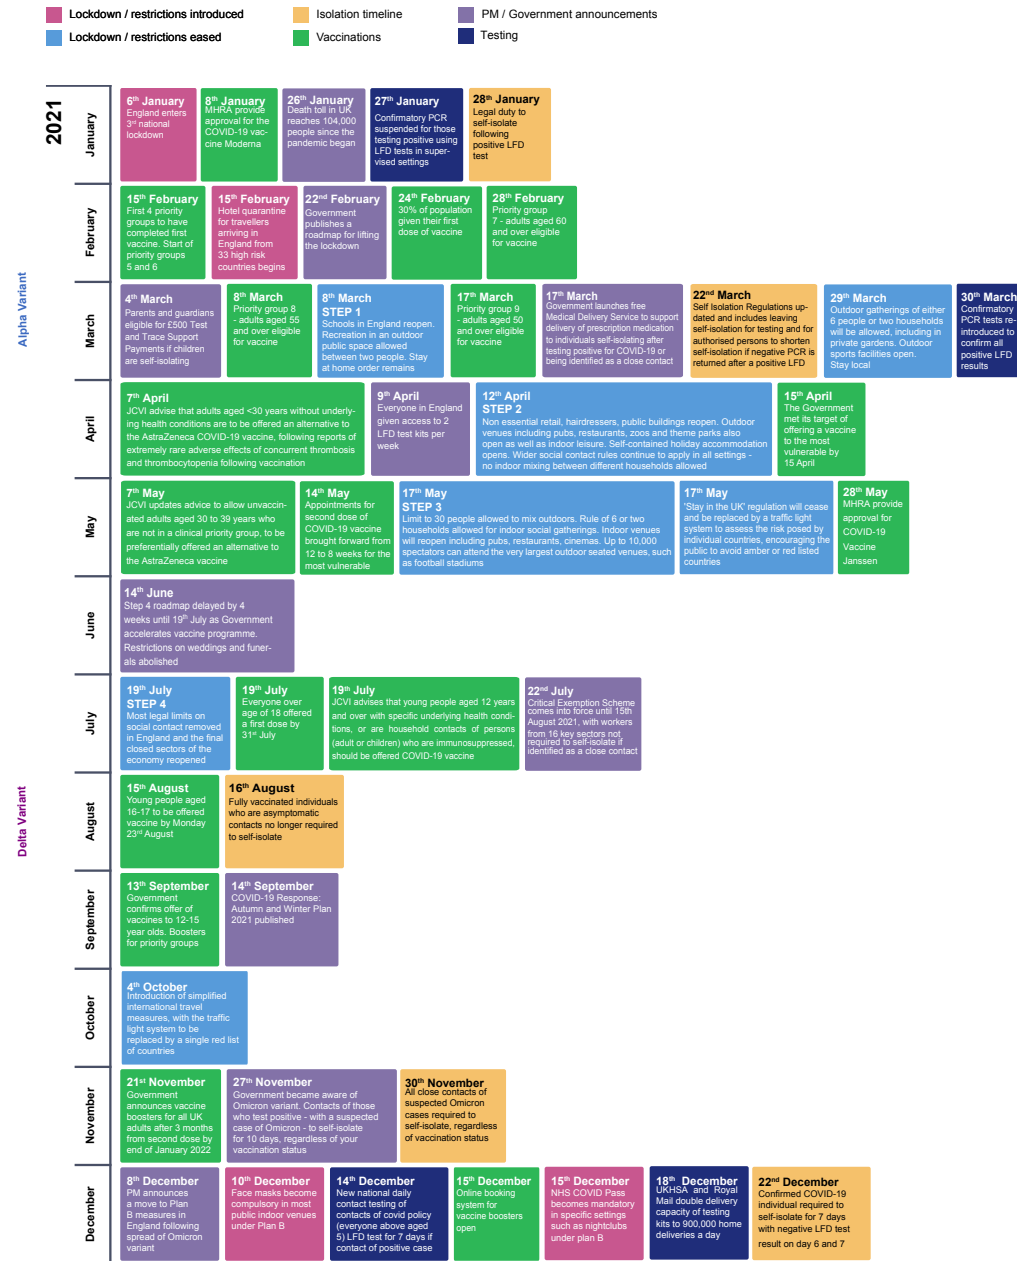 Lockdown / restrictions introduced
Isolation timeline
PM / Government announcements
Lockdown / restrictions eased
Vaccinations
Testing
2021
Alpha Variant
Delta Variant
January
6th January
England enters
3rd national
lockdown
8th January
MHRA provide
approval for the
COVID-19 vac-
cine Moderna
26th January
Death toll in UK
reaches 104,000
people since the
pandemic began
27th January
Confirmatory PCR
suspended for those
testing positive using
LFD tests in super-
vised settings
28th January
Legal duty to
self-isolate
following
positive LFD
test
February
15th February
First 4 priority
groups to have
completed first
vaccine. Start of
priority groups
5 and 6
15th February
Hotel quarantine
for travellers
arriving in
England from
33 high risk
countries begins
22nd February
Government
publishes a
roadmap for lifting
the lockdown
24th February
30% of population
given their first
dose of vaccine
28th February
Priority group
7 - adults aged 60
and over eligible
for vaccine
March
4th March
Parents and guardians
eligible for £500 Test
and Trace Support
Payments if children
are self-isolating
8th March
Priority group 8
- adults aged 55
and over eligible
for vaccine
8th March
STEP 1
Schools in England reopen.
Recreation in an outdoor
public space allowed
between two people. Stay
at home order remains
17th March
Priority group 9
- adults aged 50
and over eligible
for vaccine
17th March
Government launches free
Medical Delivery Service to support
delivery of prescription medication
to individuals self-isolating after
testing positive for COVID-19 or
being identified as a close contact
22nd March
Self Isolation Regulations up-
dated and includes leaving
self-isolation for testing and for
authorised persons to shorten
self-isolation if negative PCR is
returned after a positive LFD
29th March
Outdoor gatherings of either
6 people or two households
will be allowed, including in
private gardens. Outdoor
sports facilities open.
Stay local
30th March
Confirmatory
PCR tests re-
introduced to
confirm all
positive LFD
results
April
7th April
JCVI advise that adults aged <30 years without underly-
ing health conditions are to be offered an alternative to
the AstraZeneca COVID-19 vaccine, following reports of
extremely rare adverse effects of concurrent thrombosis
and thrombocytopenia following vaccination
9th April
Everyone in England
given access to 2
LFD test kits per
week
12th April
STEP 2
Non essential retail, hairdressers, public buildings reopen. Outdoor
venues including pubs, restaurants, zoos and theme parks also
open as well as indoor leisure. Self-contained holiday accommodation
opens. Wider social contact rules continue to apply in all settings -
no indoor mixing between different households allowed
15th April
The Government
met its target of
offering a vaccine
to the most
vulnerable by
15 April
May
7th May
JCVI updates advice to allow unvaccin-
ated adults aged 30 to 39 years who
are not in a clinical priority group, to be
preferentially offered an alternative to
the AstraZeneca vaccine
14th May
Appointments for
second dose of
COVID-19 vaccine
brought forward from
12 to 8 weeks for the
most vulnerable
17th May
STEP 3
Limit to 30 people allowed to mix outdoors. Rule of 6 or two
households allowed for indoor social gatherings. Indoor venues
will reopen including pubs, restaurants, cinemas. Up to 10,000
spectators can attend the very largest outdoor seated venues, such
as football stadiums
17th May
'Stay in the UK' regulation will cease
and be replaced by a traffic light
system to assess the risk posed by
individual countries, encouraging the
public to avoid amber or red listed
countries
28th May
MHRA provide
approval for
COVID-19
Vaccine
Janssen
June
14th June
Step 4 roadmap delayed by 4
weeks until 19th July as Government
accelerates vaccine programme.
Restrictions on weddings and funer-
als abolished
July
19th July
STEP 4
Most legal limits on
social contact removed
in England and the final
closed sectors of the
economy reopened
19th July
Everyone over
age of 18 offered
a first dose by
31st July
19th July
JCVI advises that young people aged 12 years
and over with specific underlying health condi-
tions, or are household contacts of persons
(adult or children) who are immunosuppressed,
should be offered COVID-19 vaccine
22nd July
Critical Exemption Scheme
comes into force until 15th
August 2021, with workers
from 16 key sectors not
required to self-isolate if
identified as a close contact
August
15th August
Young people aged
16-17 to be offered
vaccine by Monday
23rd August
16th August
Fully vaccinated individuals
who are asymptomatic
contacts no longer required
to self-isolate
September
13th September
Government
confirms offer of
vaccines to 12-15
year olds. Boosters
for priority groups
14th September
COVID-19 Response:
Autumn and Winter Plan
2021 published
October
4th October
Introduction of simplified
international travel
measures, with the traffic
light system to be
replaced by a single red list
of countries
November
21st November
Government
announces vaccine
boosters for all UK
adults after 3 months
from second dose by
end of January 2022
27th November
Government became aware of
Omicron variant. Contacts of those
who test positive - with a suspected
case of Omicron - to self-isolate
for 10 days, regardless of your
vaccination status
30th November
All close contacts of
suspected Omicron
cases required to
self-isolate, regardless
of vaccination status
December
8th December
PM announces
a move to Plan
B measures in
England following
spread of Omicron
variant
10th December
Face masks become
compulsory in most
public indoor venues
under Plan B
14th December
New national daily
contact testing of
contacts of covid policy
(everyone above aged
5) LFD test for 7 days if
contact of positive case
15th December
Online booking
system for
vaccine boosters
open
15th December
NHS COVID Pass
becomes mandatory
in specific settings
such as nightclubs
under plan B
18th December
UKHSA and Royal
Mail double delivery
capacity of testing
kits to 900,000 home
deliveries a day
22nd December
Confirmed COVID-19
individual required to
self-isolate for 7 days
with negative LFD test
result on day 6 and 7